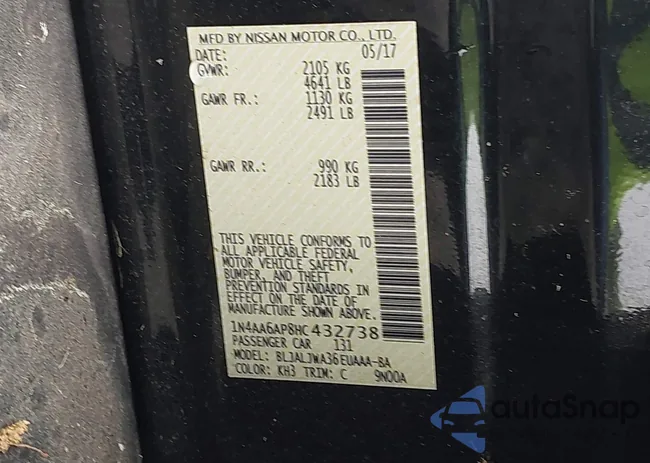 MFD BY NISSAN MOTOR CO., LTD.
DATE: 05/17
GVWR: 2105 KG
4641 LB
GAWR FR.: 1130 KG
2491 LB
GAWR RR.: 990 KG
2183 LB
THIS VEHICLE CONFORMS TO
ALL APPLICABLE FEDERAL
MOTOR VEHICLE SAFETY,
BUMPER, AND THEFT
PREVENTION STANDARDS IN
EFFECT ON THE DATE OF
MANUFACTURE SHOWN ABOVE.
1N4AA6AP8HC432738
PASSENGER CAR 131
MODEL: BLJALJWA36EUAAA-BA
COLOR: KH3 TRIM: C 9N00A
autoSnap